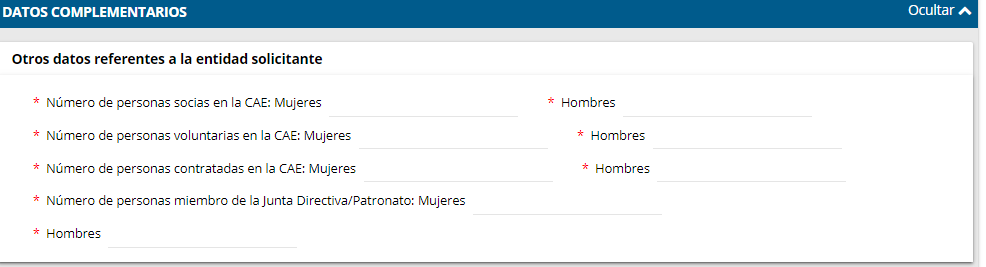 DATOS COMPLEMENTARIOS Ocultar
Otros datos referentes a la entidad solicitante
* Número de personas socias en la CAE: Mujeres * Hombres
* Número de personas voluntarias en la CAE: Mujeres * Hombres
* Número de personas contratadas en la CAE: Mujeres * Hombres
* Número de personas miembro de la Junta Directiva/Patronato: Mujeres
* Hombres